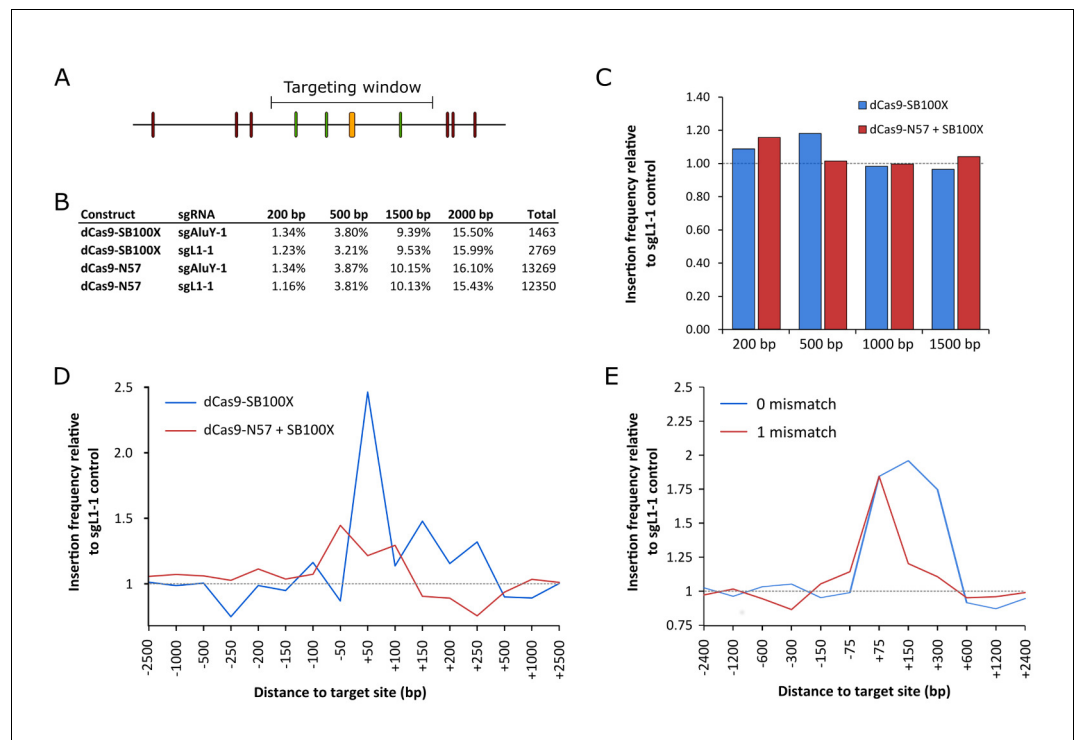 A
Targeting window
B
Construct sgRNA 200 bp 500 bp 1500 bp 2000 bp Total
dCas9-SB100X sgAluY-1 1.34% 3.80% 9.39% 15.50% 1463
dCas9-SB100X sgL1-1 1.23% 3.21% 9.53% 15.99% 2769
dCas9-N57 sgAluY-1 1.34% 3.87% 10.15% 16.10% 13269
dCas9-N57 sgL1-1 1.16% 3.81% 10.13% 15.43% 12350
C
Insertion frequency relative
to sgL1-1 control
1.40
1.20
1.00
0.80
0.60
0.40
0.20
0.00
dCas9-SB100X
dCas9-N57 + SB100X
200 bp 500 bp 1000 bp 1500 bp
D
Insertion frequency relative
to sgL1-1 control
2.5
2.0
1.5
1
dCas9-SB100X
dCas9-N57 + SB100X
-2500 -1000 -500 -250 -200 -150 -100 -50 +50 +100 +150 +200 +250 +500 +1000 +2500
Distance to target site (bp)
E
Insertion frequency relative
to sgL1-1 control
2.5
2.25
2
1.75
1.5
1.25
1
0.75
0 mismatch
1 mismatch
-2400 -1200 -600 -300 -150 -75 +75 +150 +300 +600 +1200 +2400
Distance to target site (bp)